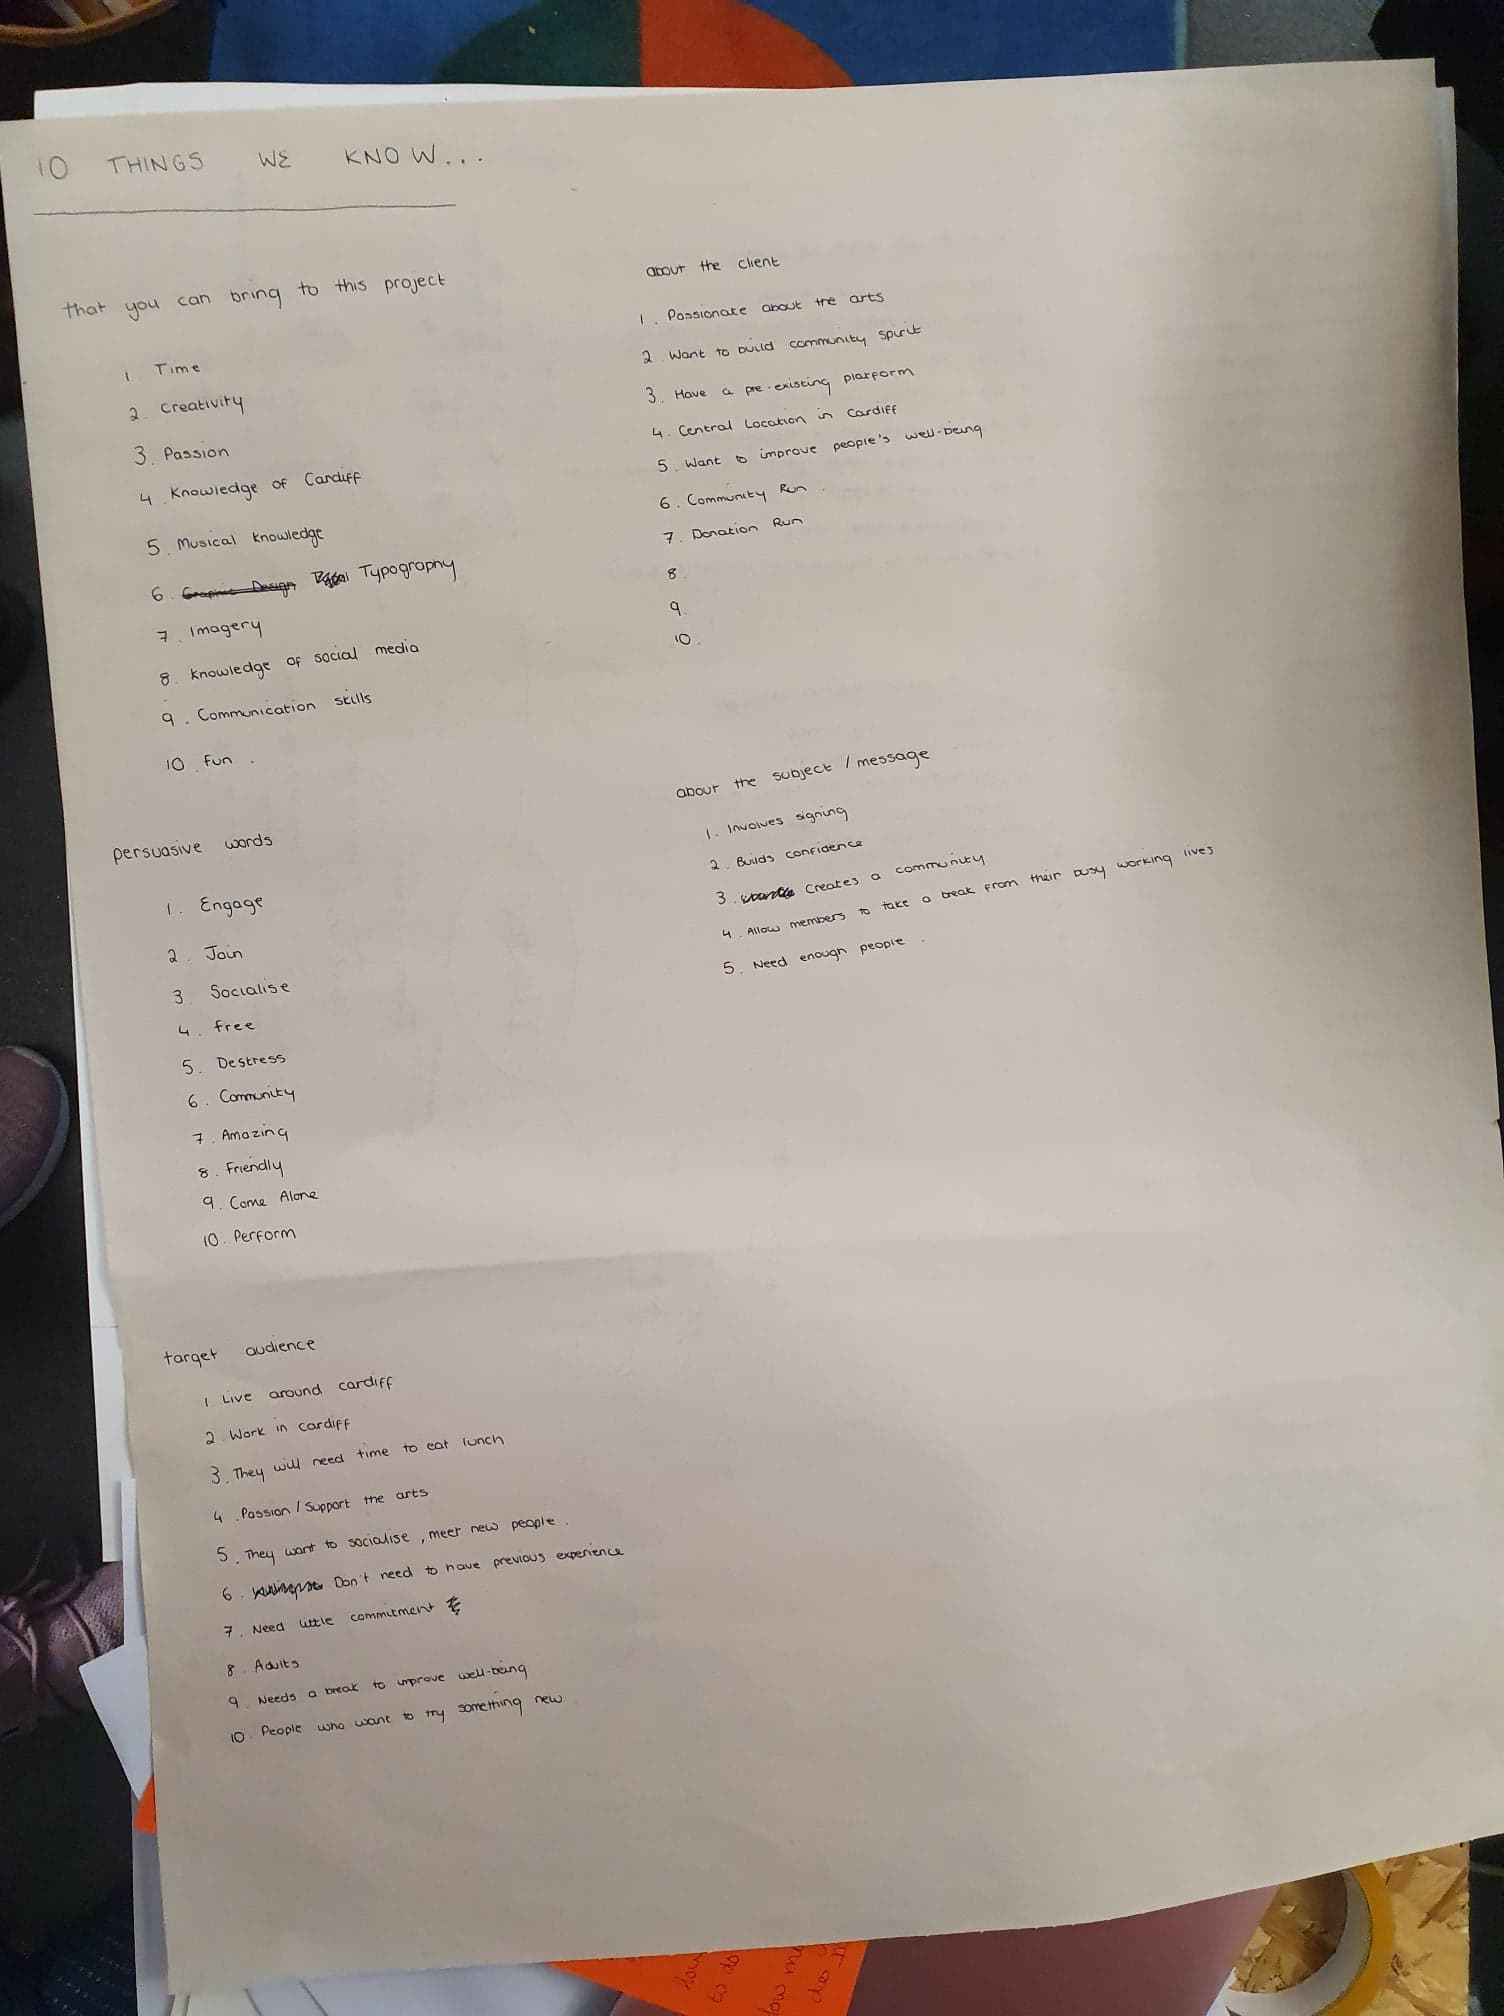 10 THINGS WE KNOW...
that you can bring to this project
1. Time
2. Creativity
3. Passion
4. Knowledge of Cardiff
5. Musical knowledge
6. Graphic Design Typography
7. Imagery
8. Knowledge of social media
9. Communication skills
10. Fun.
persuasive words
1. Engage
2. Join
3. Socialise
4. Free
5. Destress
6. Community
7. Amazing
8. Friendly
9. Come Alone
10. Perform
target audience
1. Live around cardiff
2. Work in cardiff
3. They will need time to eat lunch
4. Passion / Support the arts
5. They want to socialise, meet new people.
6. Don't need to have previous experience
7. Need little commitment
8. Adults
9. Needs a break to improve well-being
10. People who want to try something new
about the client
1. Passionate about the arts
2. Want to build community spirit
3. Have a pre-existing platform
4. Central Location in Cardiff
5. Want to improve people's well-being
6. Community Run.
7. Donation Run
8.
9.
10.
about the subject / message
1. Involves signing
2. Builds confidence
3. Creates a community
4. Allow members to take a break from their busy working lives
5. Need enough people.
to do